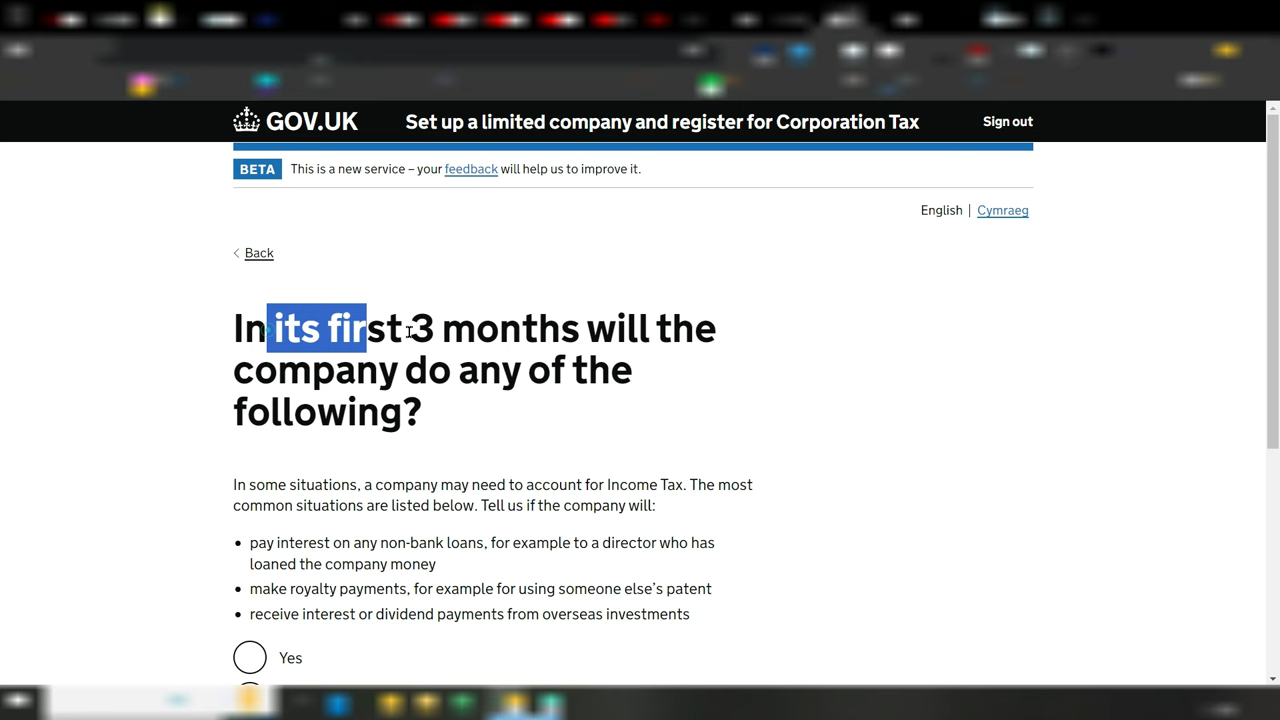 GOV.UK Set up a limited company and register for Corporation Tax Sign out
BETA This is a new service – your feedback will help us to improve it.
English | Cymraeg
Back
In its first 3 months will the
company do any of the
following?
In some situations, a company may need to account for Income Tax. The most
common situations are listed below. Tell us if the company will:
• pay interest on any non-bank loans, for example to a director who has
loaned the company money
• make royalty payments, for example for using someone else's patent
• receive interest or dividend payments from overseas investments
Yes